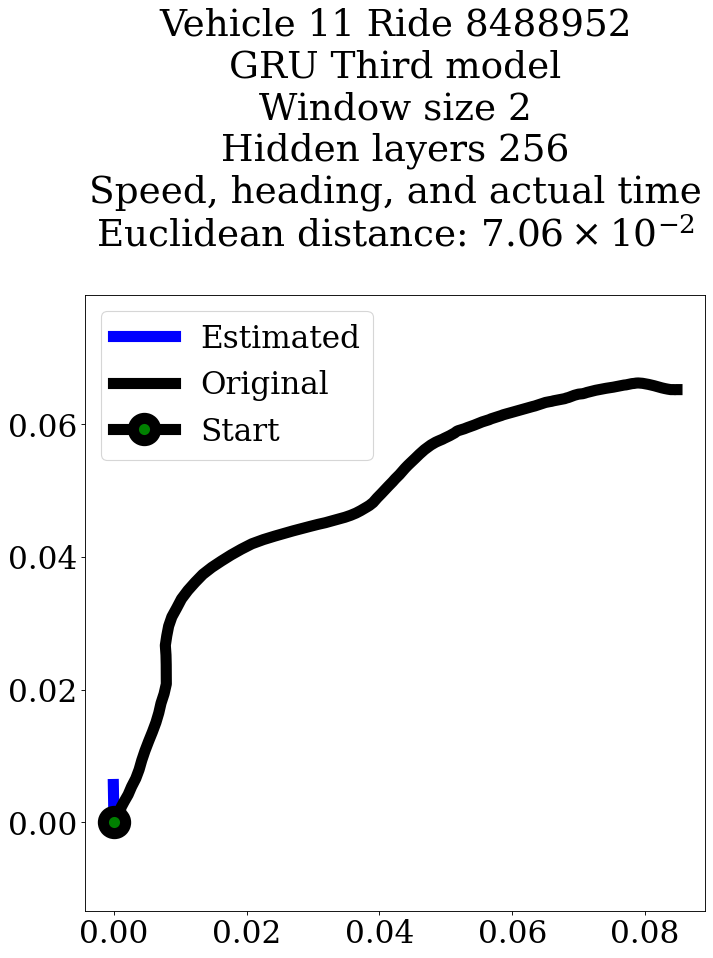 Vehicle 11 Ride 8488952
GRU Third model
Window size 2
Hidden layers 256
Speed, heading, and actual time
Euclidean distance: 7.06 × 10⁻²
Estimated
Original
Start
0.06
0.04
0.02
0.00
0.00 0.02 0.04 0.06 0.08